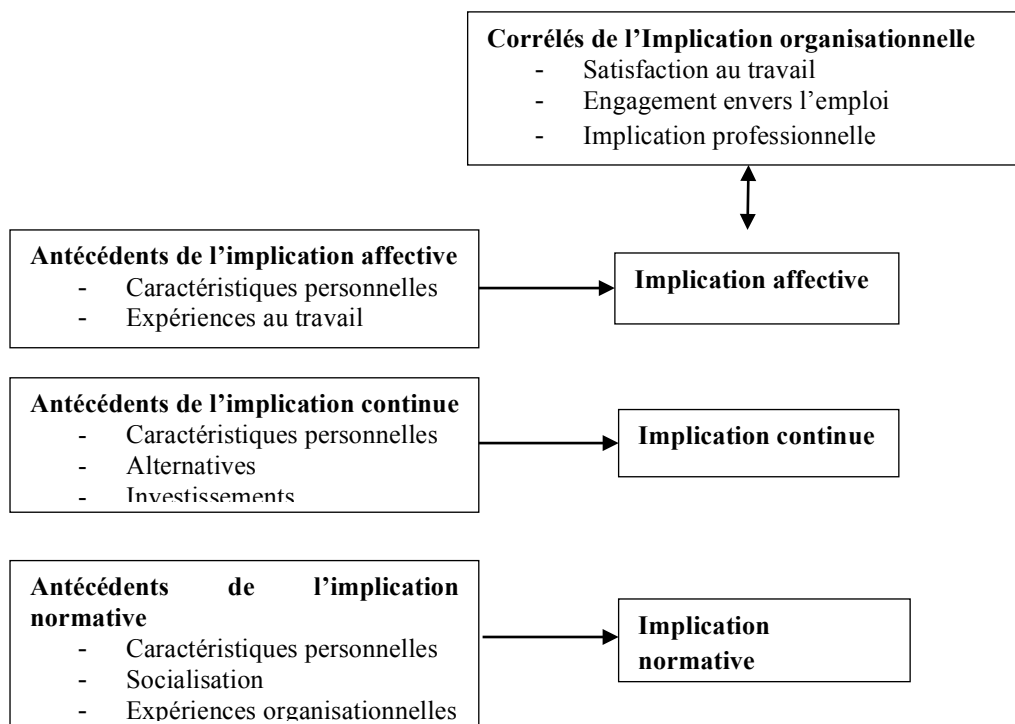 Corrélés de l’Implication organisationnelle
- Satisfaction au travail
- Engagement envers l’emploi
- Implication professionnelle
Antécédents de l’implication affective
- Caractéristiques personnelles
- Expériences au travail
Implication affective
Antécédents de l’implication continue
- Caractéristiques personnelles
- Alternatives
- Investissements
Implication continue
Antécédents de l’implication
normative
- Caractéristiques personnelles
- Socialisation
- Expériences organisationnelles
Implication
normative